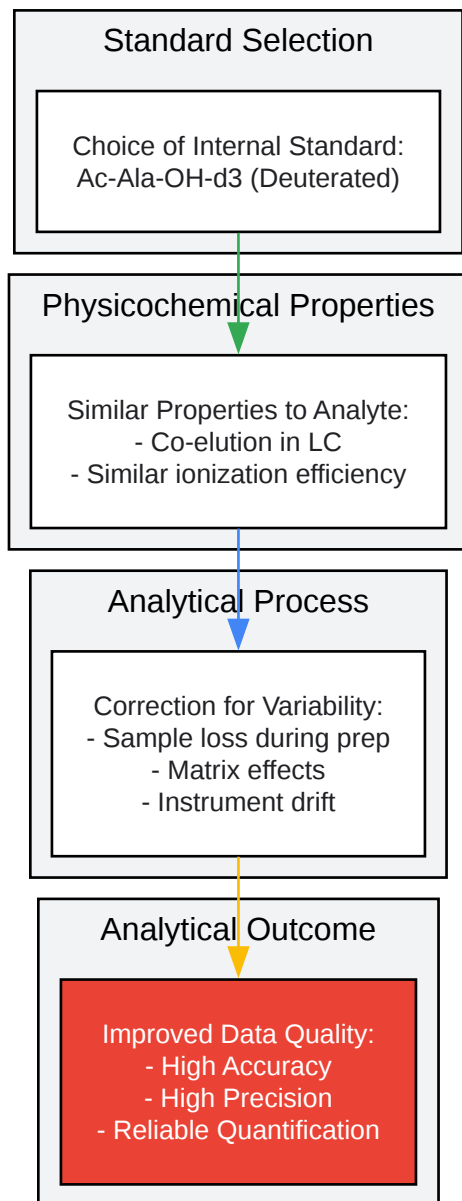 Standard Selection
Choice of Internal Standard:
Ac-Ala-OH-d3 (Deuterated)
Physicochemical Properties
Similar Properties to Analyte:
- Co-elution in LC
- Similar ionization efficiency
Analytical Process
Correction for Variability:
- Sample loss during prep
- Matrix effects
- Instrument drift
Analytical Outcome
Improved Data Quality:
- High Accuracy
- High Precision
- Reliable Quantification